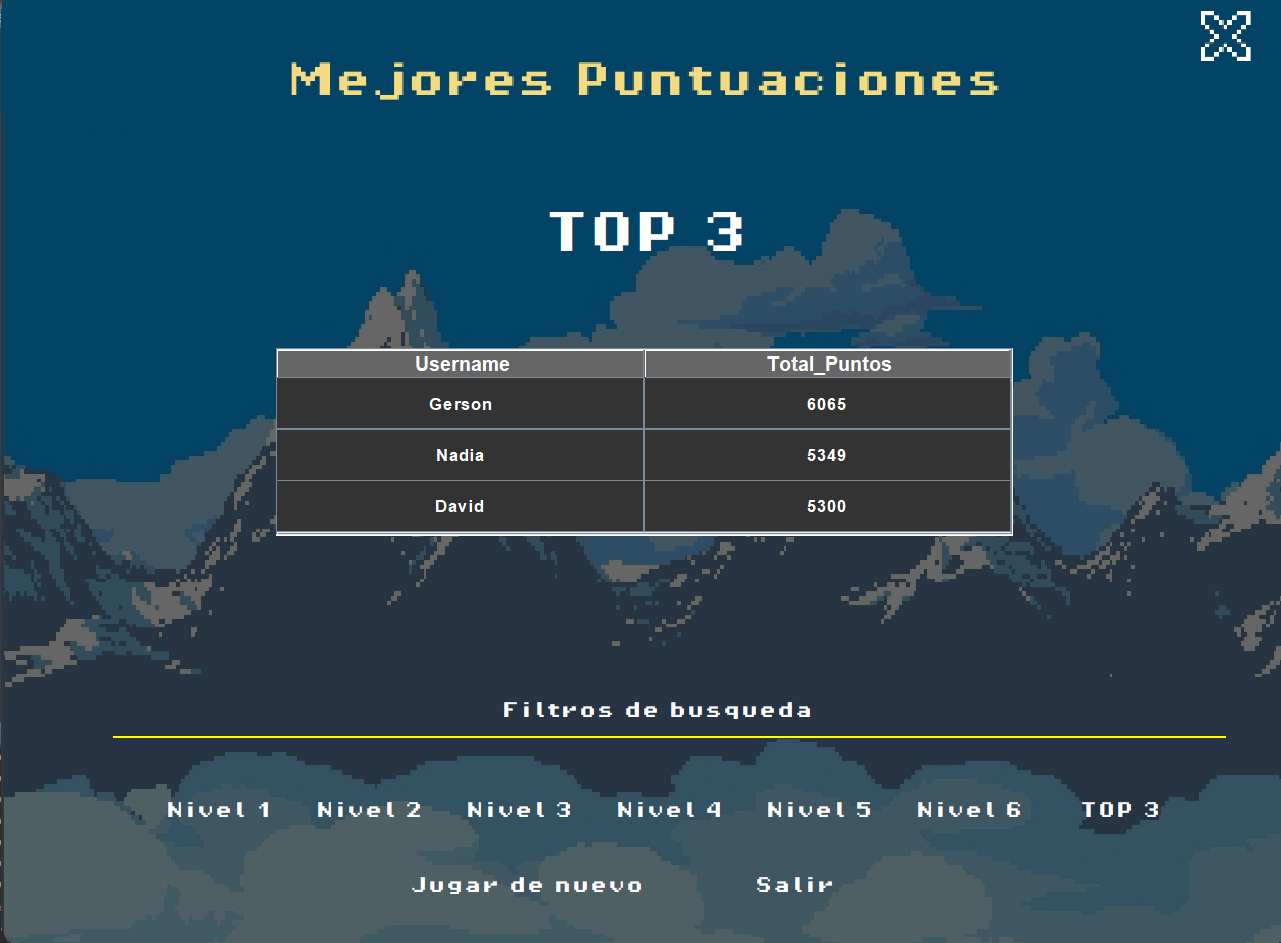 Mejores Puntuaciones
TOP 3
Username Total_Puntos
Gerson 6065
Nadia 5349
David 5300
Filtros de busqueda
Nivel 1 Nivel 2 Nivel 3 Nivel 4 Nivel 5 Nivel 6 TOP 3
Jugar de nuevo Salir